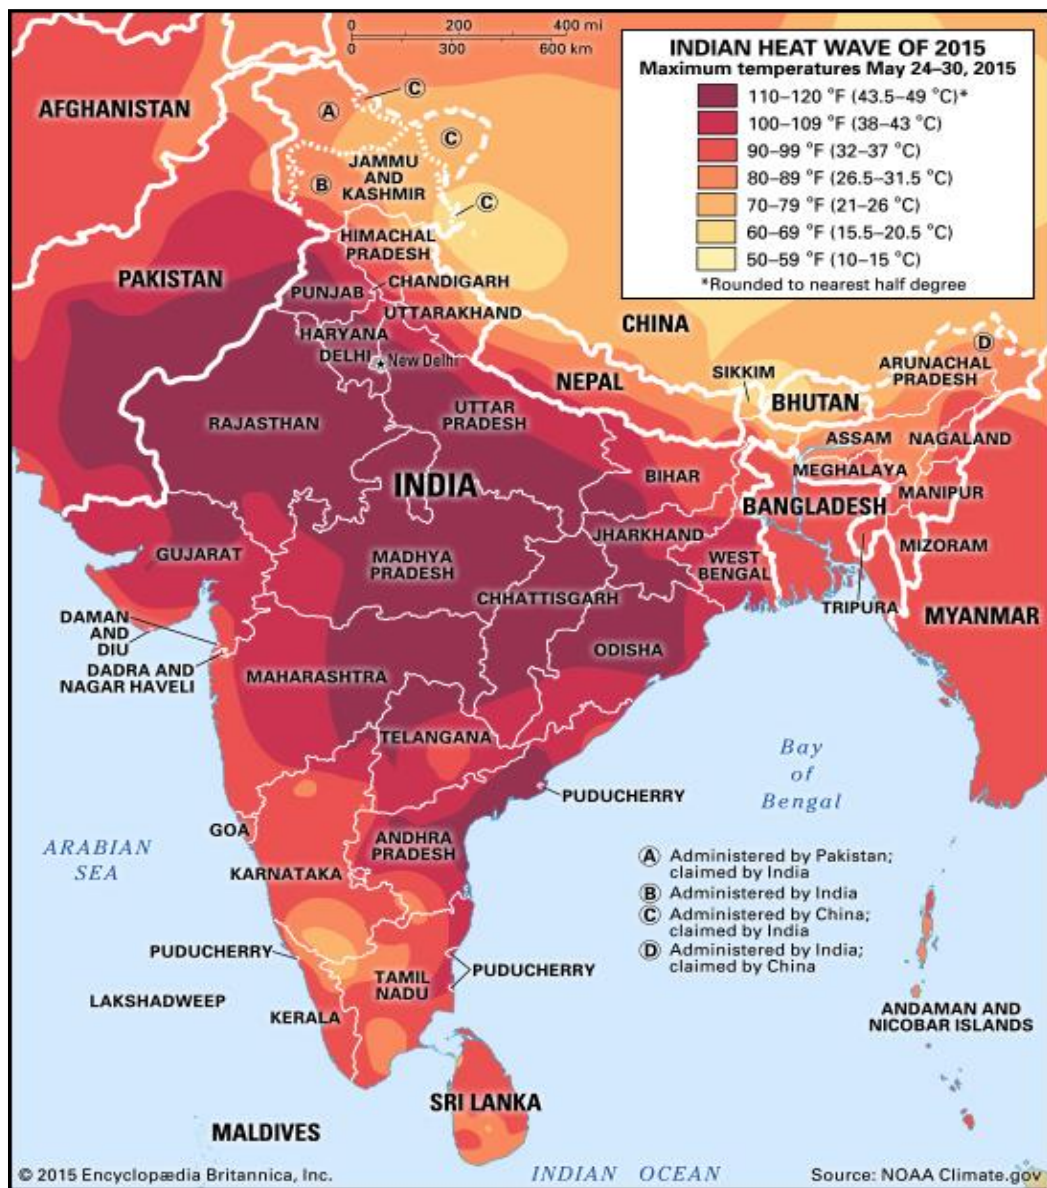 0 200 400 mi
0 300 600 km
INDIAN HEAT WAVE OF 2015
Maximum temperatures May 24–30, 2015
110–120 °F (43.5–49 °C)*
100–109 °F (38–43 °C)
90–99 °F (32–37 °C)
80–89 °F (26.5–31.5 °C)
70–79 °F (21–26 °C)
60–69 °F (15.5–20.5 °C)
50–59 °F (10–15 °C)
*Rounded to nearest half degree
AFGHANISTAN
A
C
C
JAMMU
AND
KASHMIR
B
C
HIMACHAL
PRADESH
PAKISTAN
CHANDIGARH
PUNJAB
UTTARAKHAND
CHINA
HARYANA
DELHI
New Delhi
NEPAL
SIKKIM
BHUTAN
D
ARUNACHAL
PRADESH
RAJASTHAN
UTTAR
PRADESH
ASSAM
NAGALAND
INDIA
BIHAR
MEGHALAYA
MANIPUR
BANGLADESH
GUJARAT
MADHYA
PRADESH
JHARKHAND
WEST
BENGAL
MIZORAM
CHHATTISGARH
TRIPURA
MYANMAR
DAMAN
AND
DIU
DADRA AND
NAGAR HAVELI
MAHARASHTRA
ODISHA
TELANGANA
Bay
of
Bengal
PUDUCHERRY
GOA
ARABIAN
SEA
ANDHRA
PRADESH
KARNATAKA
A Administered by Pakistan;
claimed by India
B Administered by India
C Administered by China;
claimed by India
D Administered by India;
claimed by China
PUDUCHERRY
PUDUCHERRY
TAMIL
NADU
LAKSHADWEEP
KERALA
ANDAMAN AND
NICOBAR ISLANDS
SRI LANKA
MALDIVES
© 2015 Encyclopædia Britannica, Inc.
INDIAN OCEAN
Source: NOAA Climate.gov